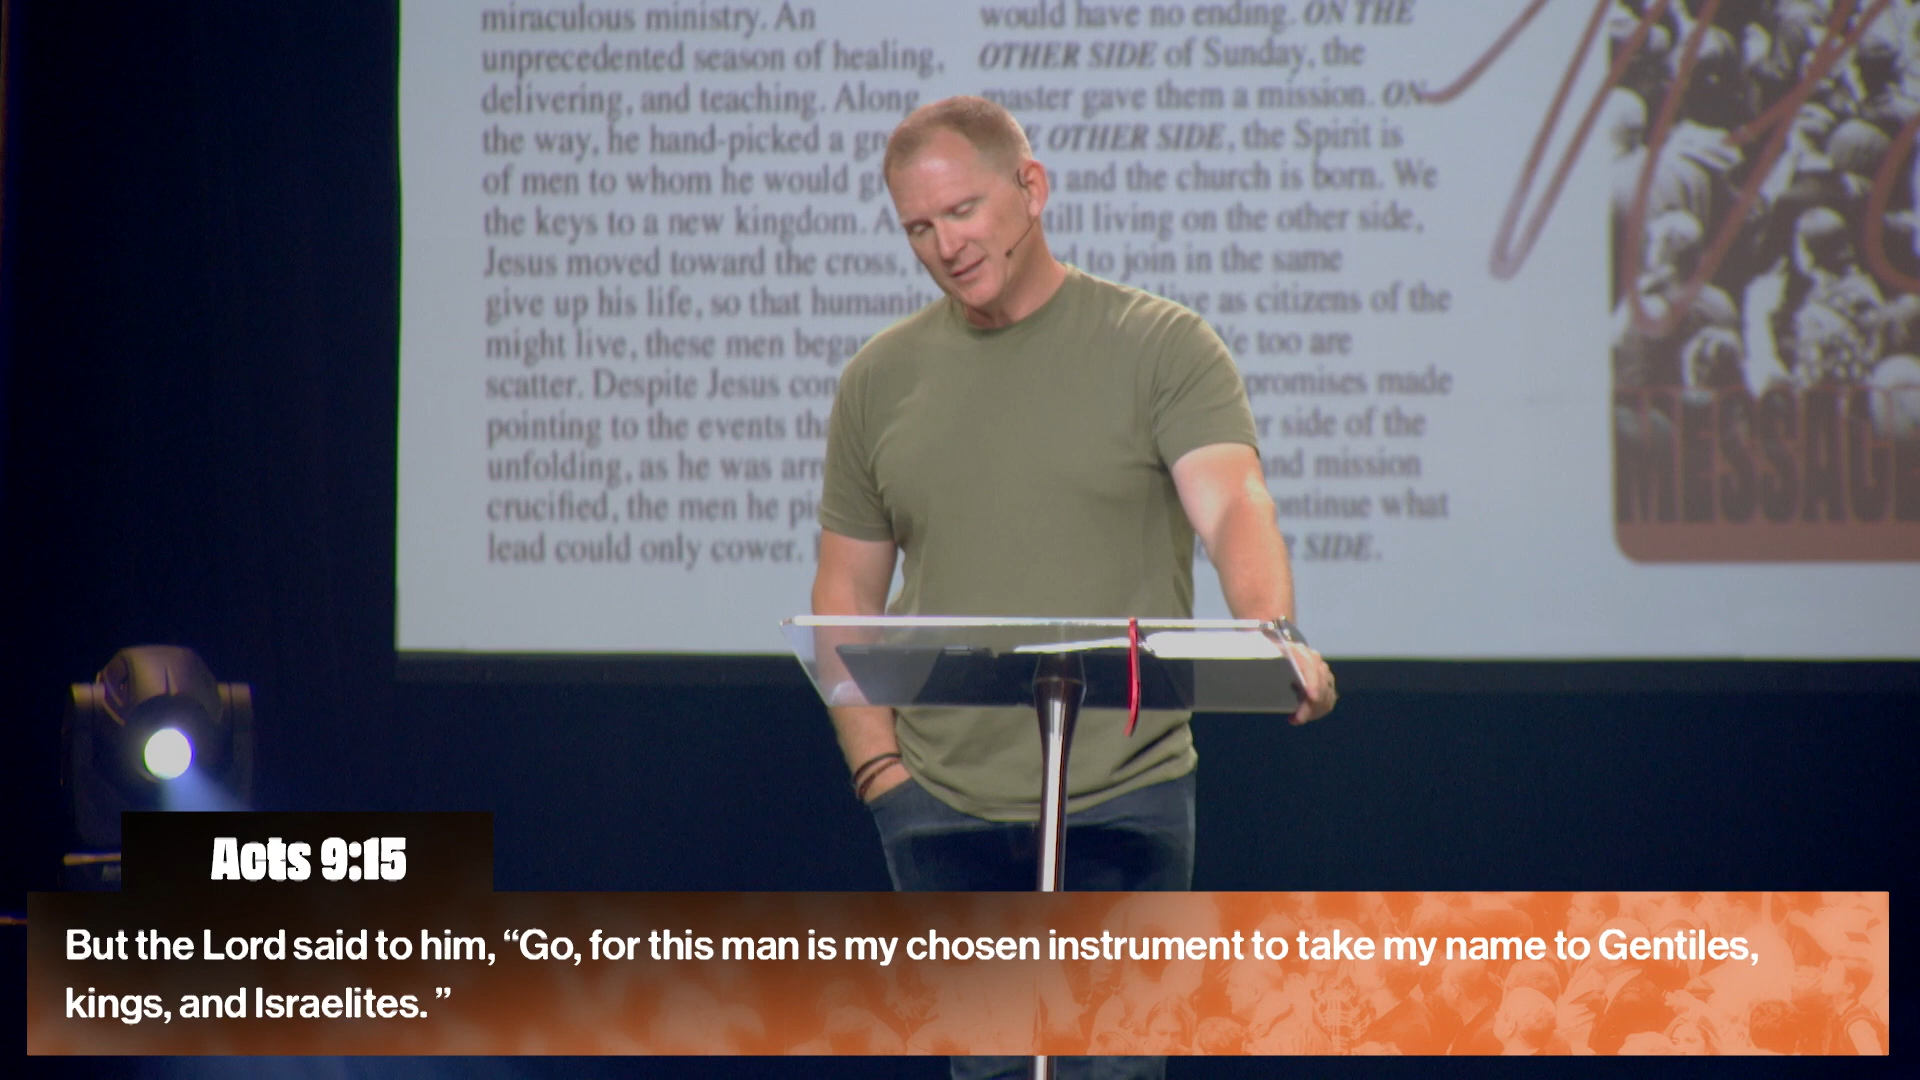 miraculous ministry. An
unprecedented season of healing,
delivering, and teaching. Along
the way, he hand-picked a
of men to whom he would
the keys to a new kingdom.
Jesus moved toward the cross,
give up his life, so that humanity
might live, these men
scatter. Despite Jesus
pointing to the events
unfolding, as he was
crucified, the men he
lead could only cower.
would have no ending. ON THE
OTHER SIDE of Sunday, the
master gave them a mission. ON
OTHER SIDE, the Spirit is
and the church is born. We
still living on the other side,
to join in the same
live as citizens of the
We too are
promises made
side of the
and mission
continue what
SIDE.
MESSAGE
Acts 9:15
But the Lord said to him, “Go, for this man is my chosen instrument to take my name to Gentiles,
kings, and Israelites. ”